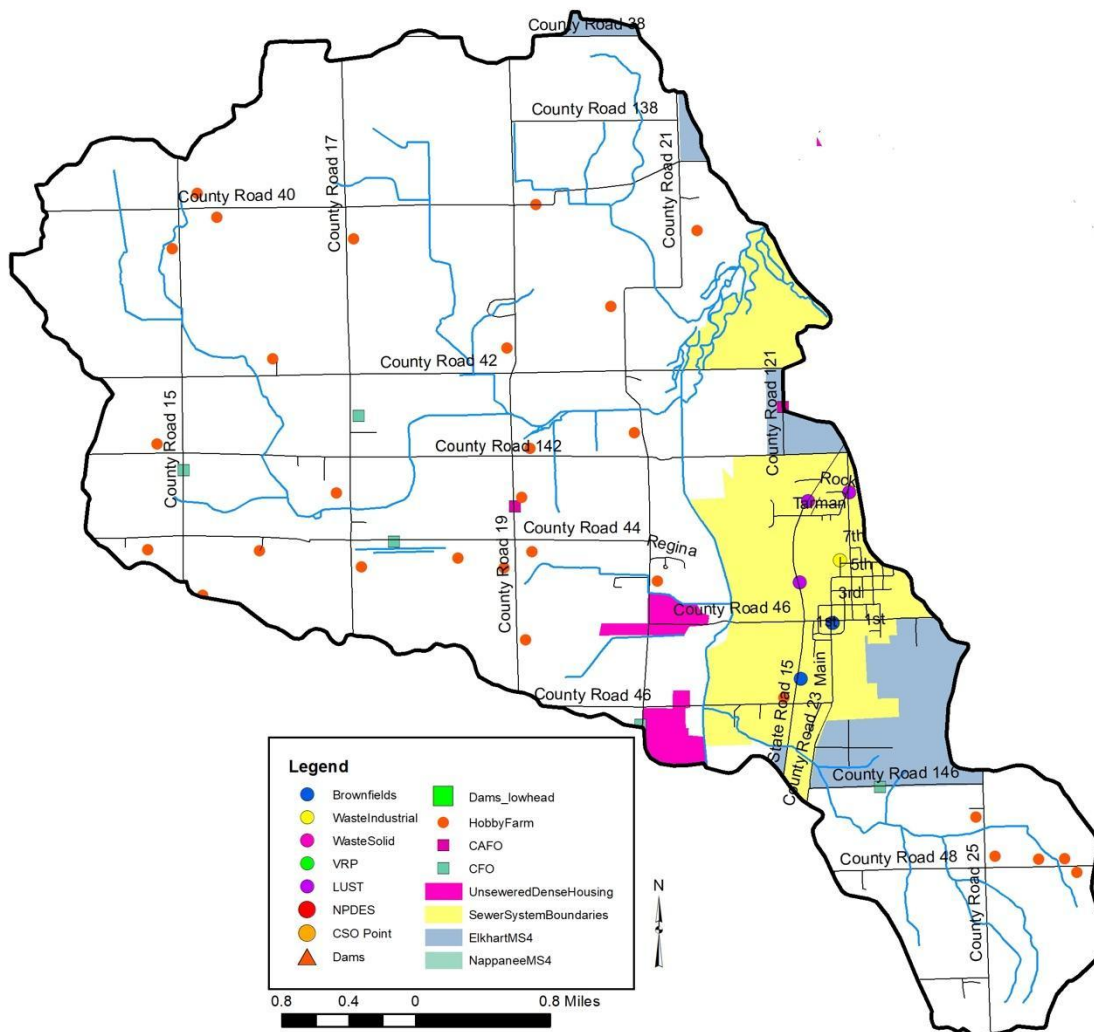 County Road 38
County Road 138
County Road 17
County Road 21
County Road 40
County Road 42
County Road 121
County Road 15
County Road 142
Rock
Tarman
County Road 44
Regina
7th
5th
County Road 19
3rd
County Road 46
1st
1st
Main
County Road 46
State Road 15
County Road 23
County Road 146
County Road 48
County Road 25
Legend
Brownfields
WasteIndustrial
WasteSolid
VRP
LUST
NPDES
CSO Point
Dams
Dams_lowhead
HobbyFarm
CAFO
CFO
UnseweredDenseHousing
SewerSystemBoundaries
ElkhartMS4
NappaneeMS4
N
0.8 0.4 0 0.8 Miles